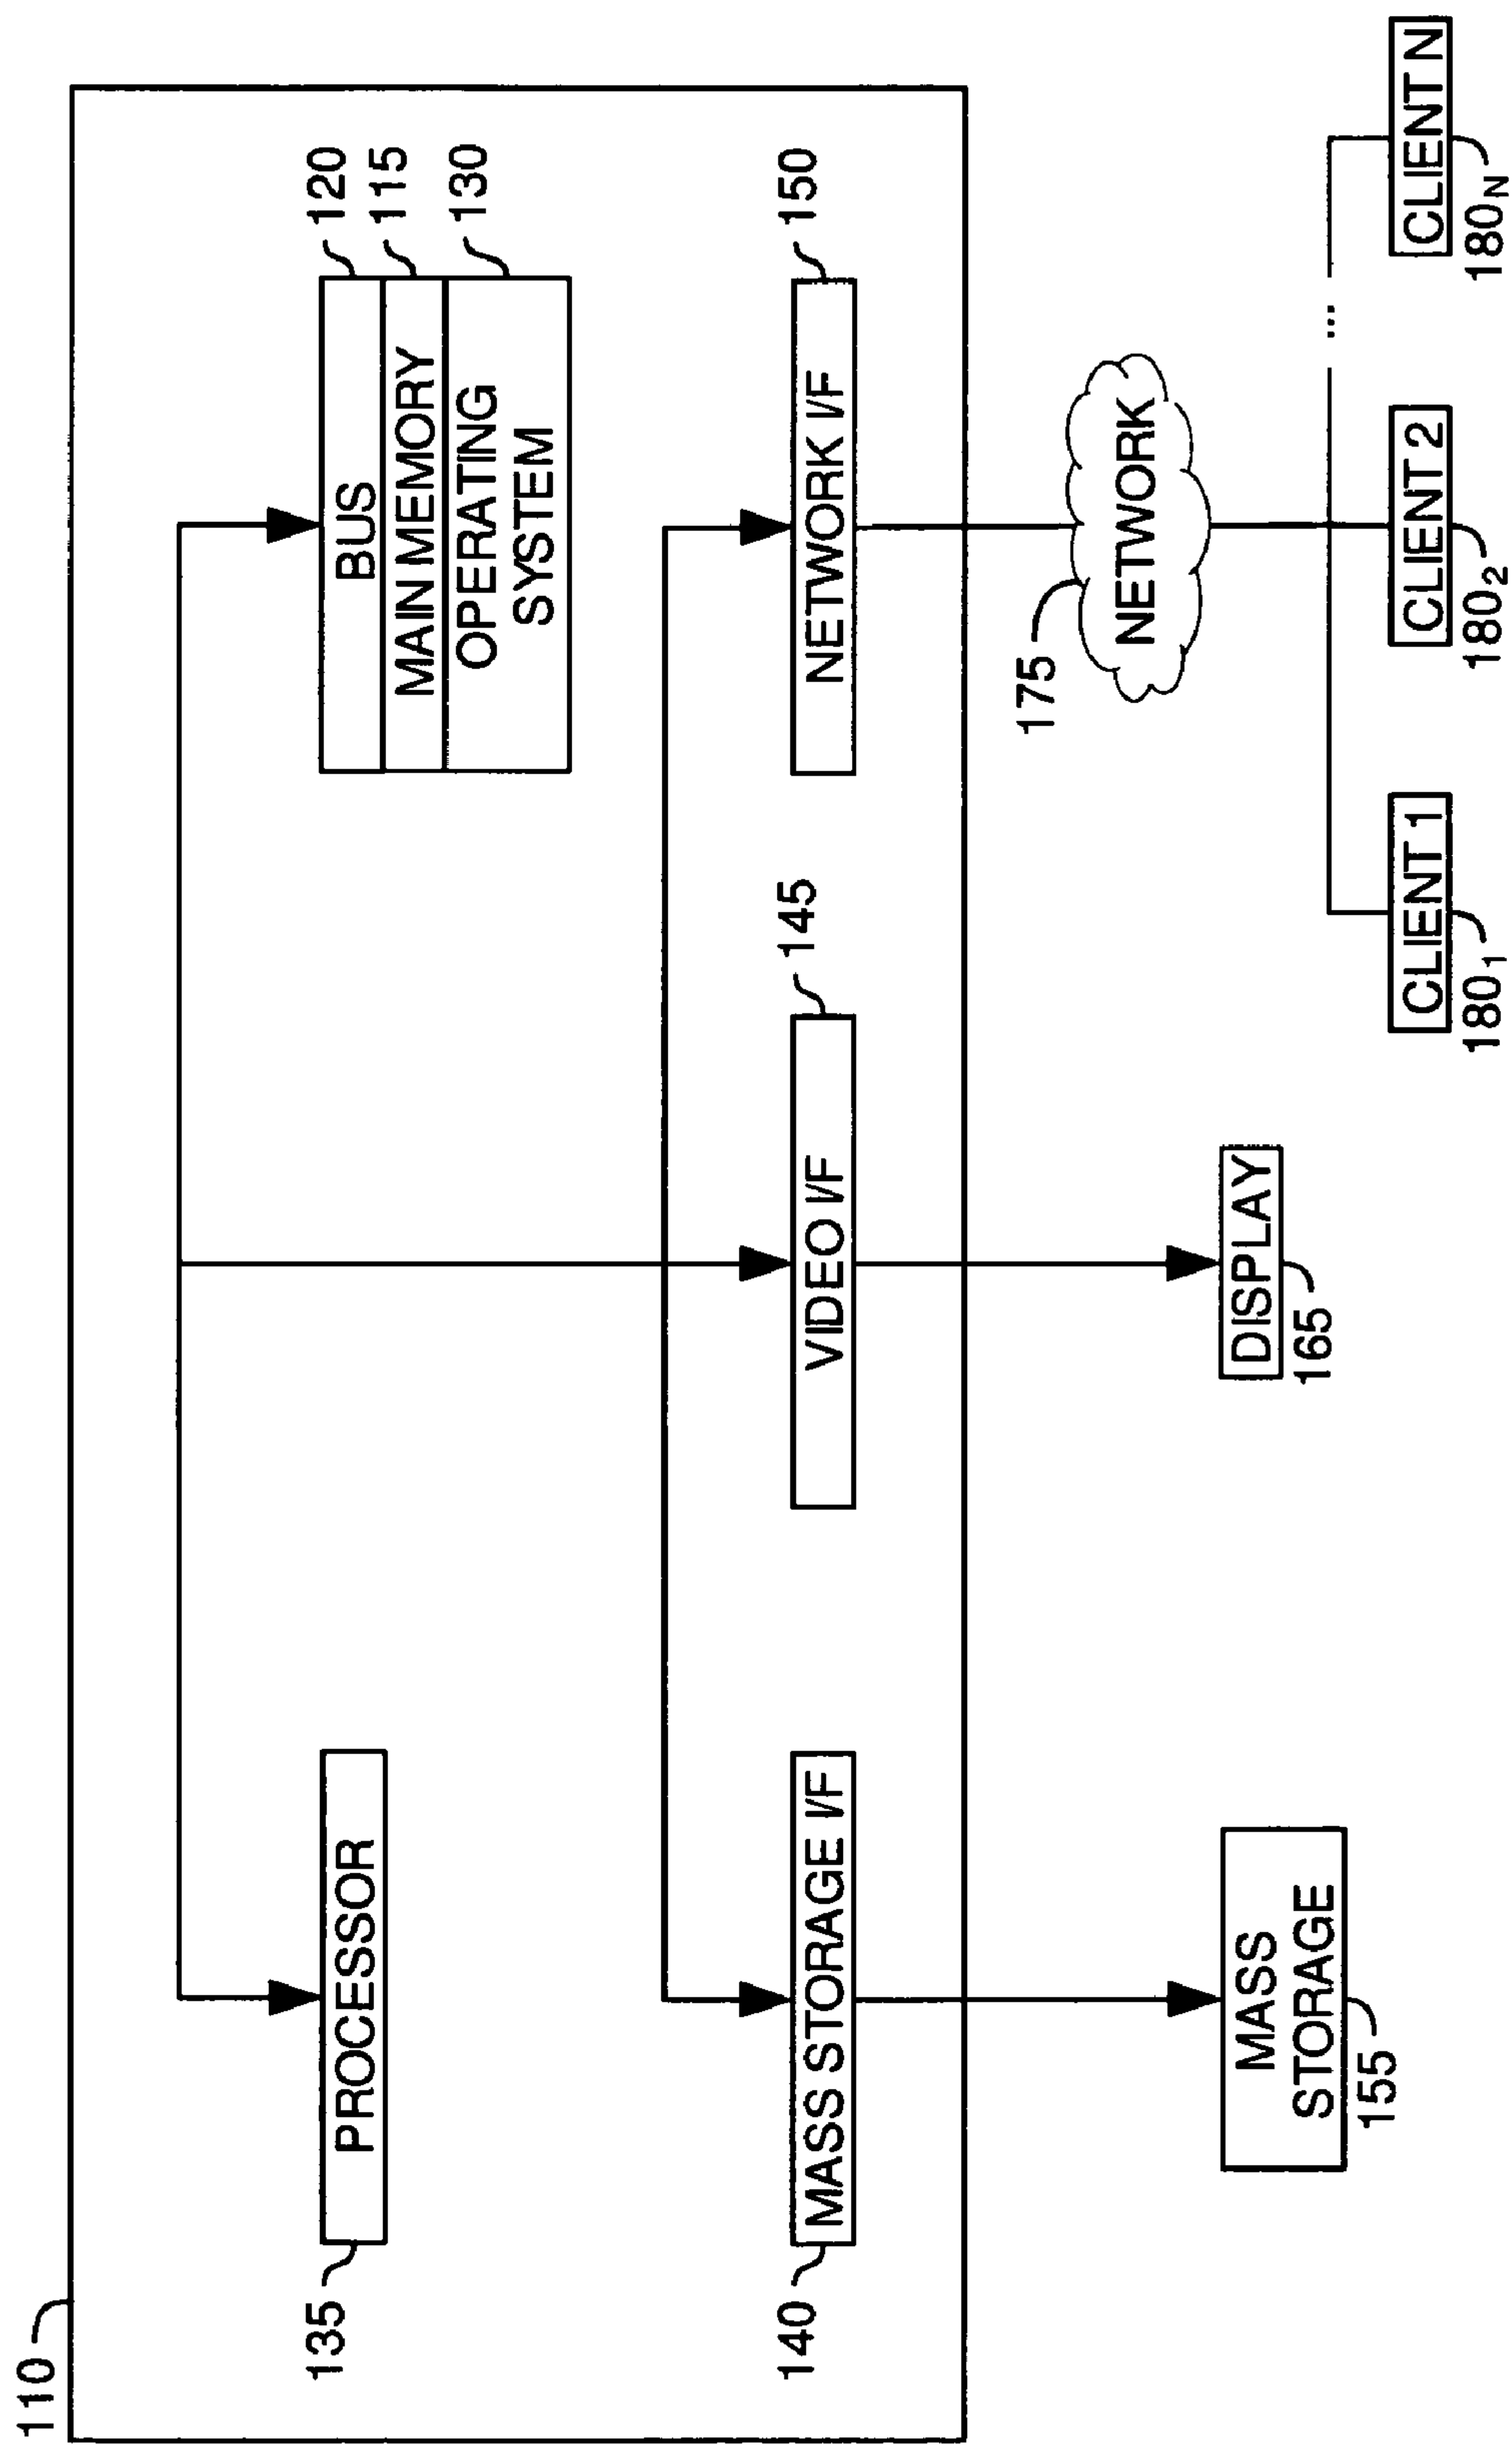 110
135
PROCESSOR
BUS
120
MAIN MEMORY
115
OPERATING
SYSTEM
130
140
MASS STORAGE I/F
VIDEO I/F
145
NETWORK I/F
150
175
NETWORK
MASS
STORAGE
155
DISPLAY
165
CLIENT 1
180₁
CLIENT 2
180₂
...
CLIENT N
180N